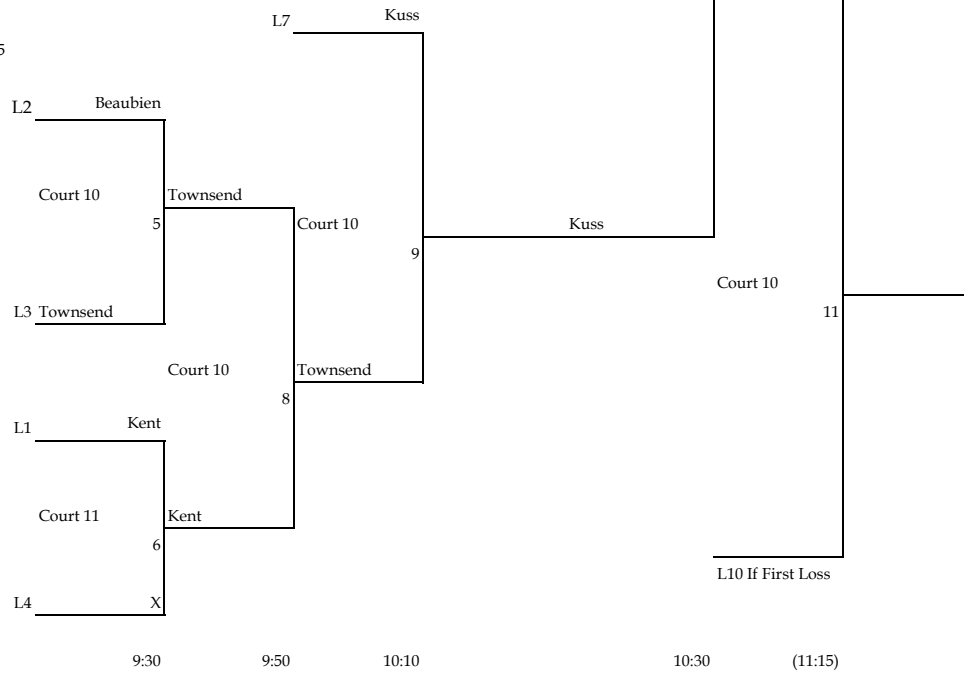 Kuss
L7
5
L2 Beaubien
Court 10 Townsend
5 Court 10
Kuss
9
Court 10
L3 Townsend
11
Court 10 Townsend
8
L1 Kent
Court 11 Kent
6
L10 If First Loss
L4 X
9:30 9:50 10:10 10:30 (11:15)